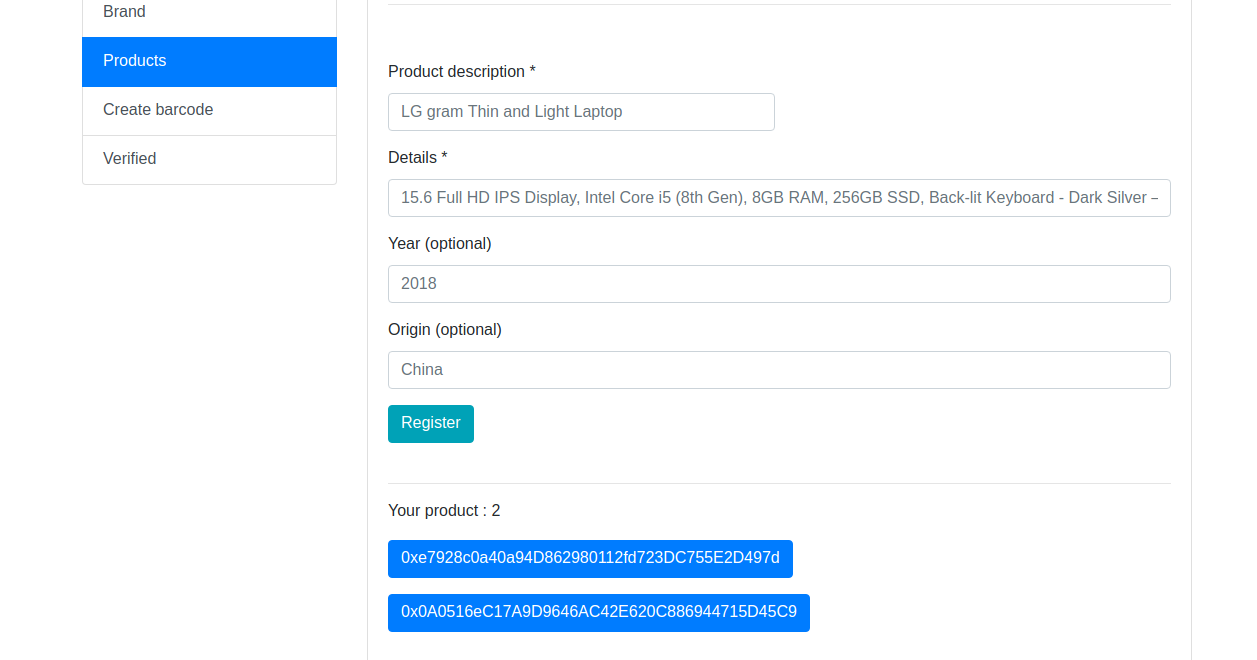 Brand
Products
Create barcode
Verified
Product description *
LG gram Thin and Light Laptop
Details *
15.6 Full HD IPS Display, Intel Core i5 (8th Gen), 8GB RAM, 256GB SSD, Back-lit Keyboard - Dark Silver –
Year (optional)
2018
Origin (optional)
China
Register
Your product : 2
0xe7928c0a40a94D862980112fd723DC755E2D497d
0x0A0516eC17A9D9646AC42E620C886944715D45C9